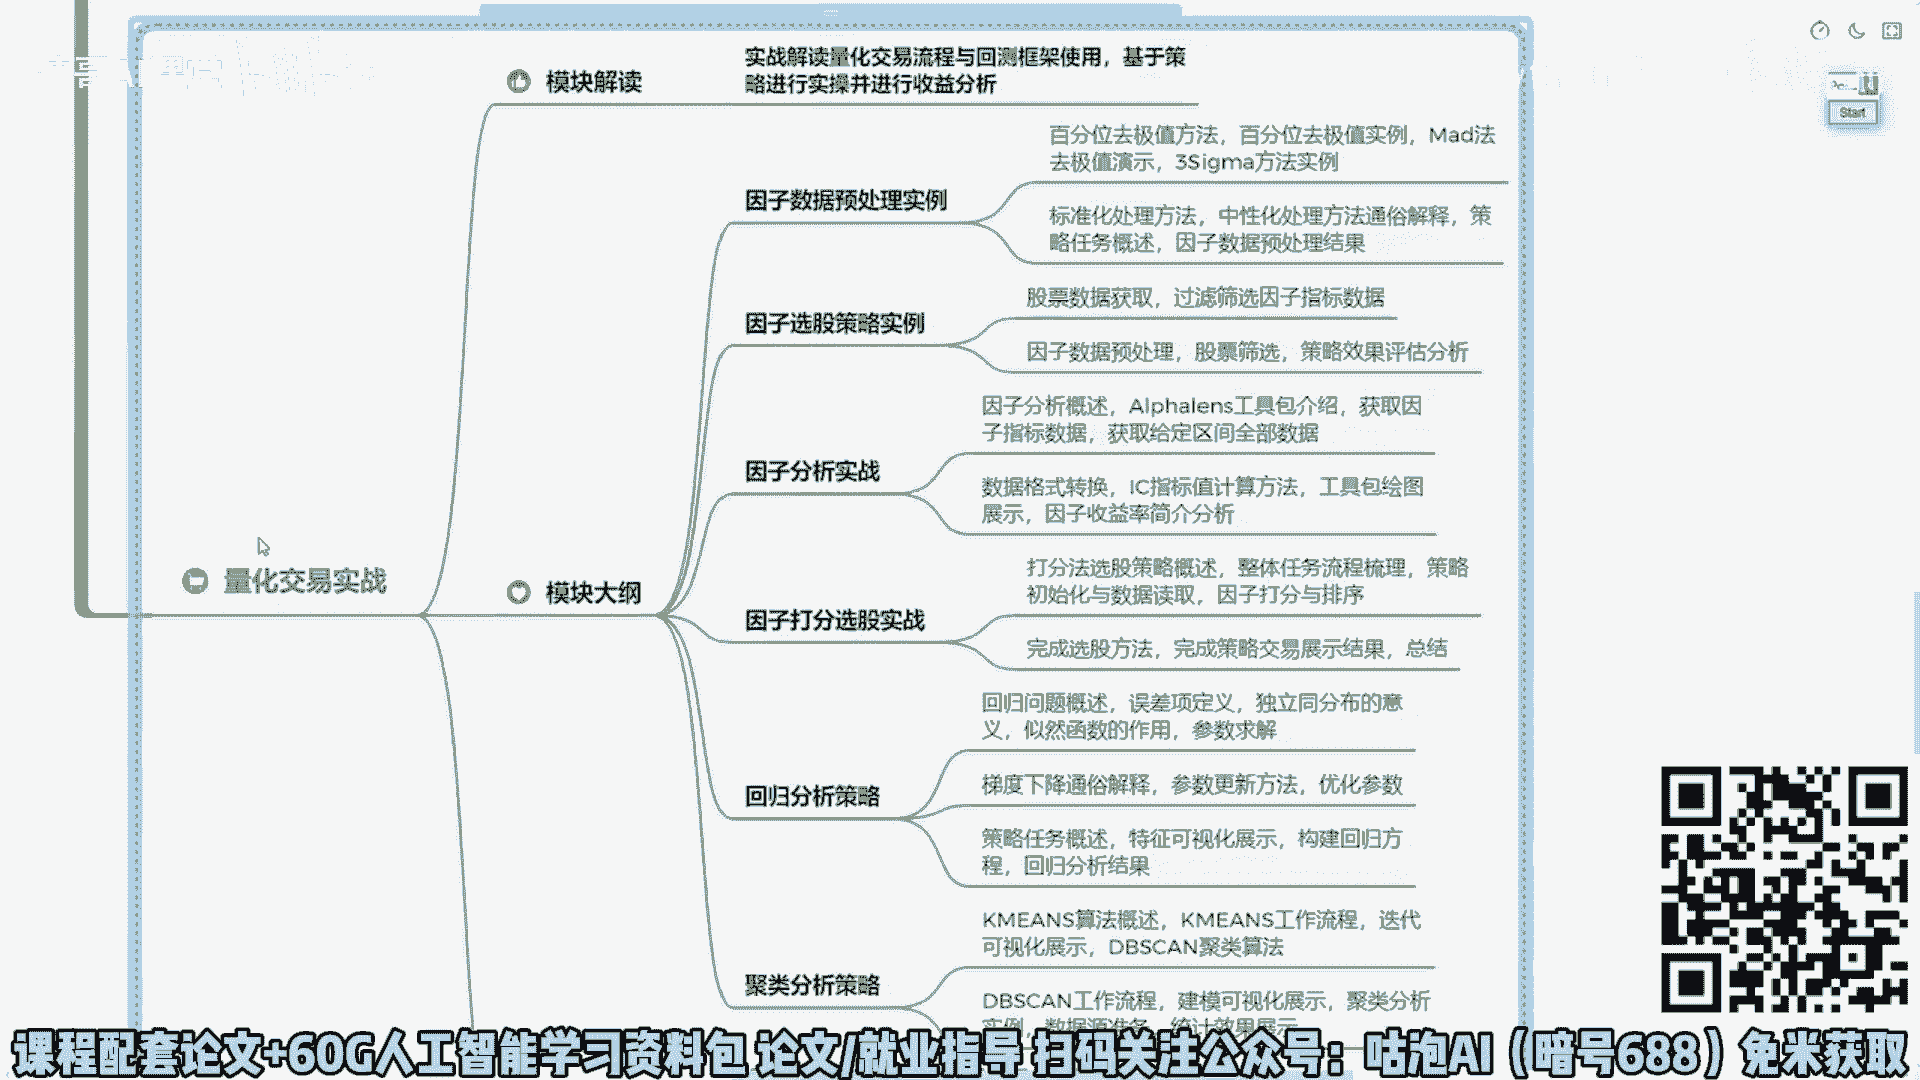 模块解读
实战解读量化交易流程与回测框架使用，基于策
略进行实操并进行收益分析
因子数据预处理实例
百分位去极值方法，百分位去极值实例，Mad法
去极值演示，3Sigma方法实例
标准化处理方法，中性化处理方法通俗解释，策
略任务概述，因子数据预处理结果
因子选股策略实例
股票数据获取，过滤筛选因子指标数据
因子数据预处理，股票筛选，策略效果评估分析
因子分析实战
因子分析概述，Alphalens工具包介绍，获取因
子指标数据，获取给定区间全部数据
数据格式转换，IC指标值计算方法，工具包绘图
展示，因子收益率简介分析
量化交易实战
模块大纲
因子打分选股实战
打分法选股策略概述，整体任务流程梳理，策略
初始化与数据读取，因子打分与排序
完成选股方法，完成策略交易展示结果，总结
回归分析策略
回归问题概述，误差项定义，独立同分布的意
义，似然函数的作用，参数求解
梯度下降通俗解释，参数更新方法，优化参数
策略任务概述，特征可视化展示，构建回归方
程，回归分析结果
聚类分析策略
KMEANS算法概述，KMEANS工作流程，迭代
可视化展示，DBSCAN聚类算法
DBSCAN工作流程，建模可视化展示，聚类分析
实例，数据源准备，统计效果展示
Start
课程配套论文+60G人工智能学习资料包 论文/就业指导 扫码关注公众号：咕泡AI（暗号688）免米获取